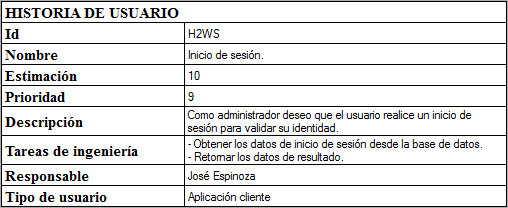 HISTORIA DE USUARIO
Id H2WS
Nombre Inicio de sesión.
Estimación 10
Prioridad 9
Descripción Como administrador deseo que el usuario realice un inicio de
sesión para validar su identidad.
Tareas de ingeniería - Obtener los datos de inicio de sesión desde la base de datos.
- Retornar los datos de resultado.
Responsable José Espinoza
Tipo de usuario Aplicación cliente